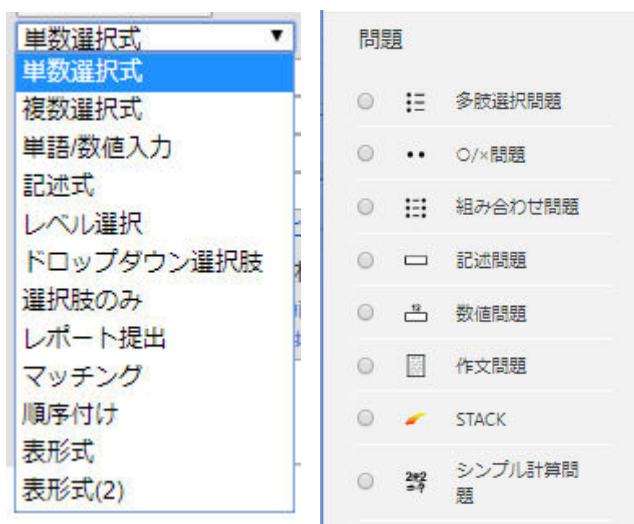 単数選択式
単数選択式
複数選択式
単語/数値入力
記述式
レベル選択
ドロップダウン選択肢
選択肢のみ
レポート提出
マッチング
順序付け
表形式
表形式(2)
問題
多肢選択問題
○/×問題
組み合わせ問題
記述問題
12
数値問題
作文問題
STACK
2+2
=?
シンプル計算問
題